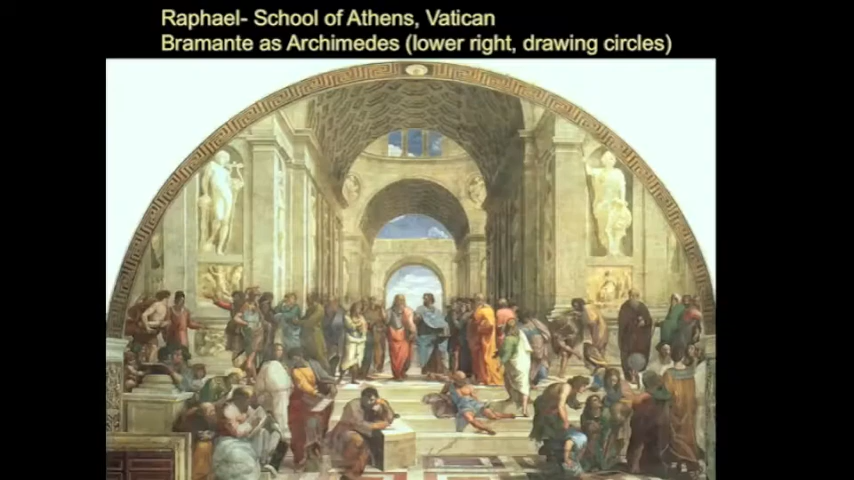 Raphael- School of Athens, Vatican
Bramante as Archimedes (lower right, drawing circles)